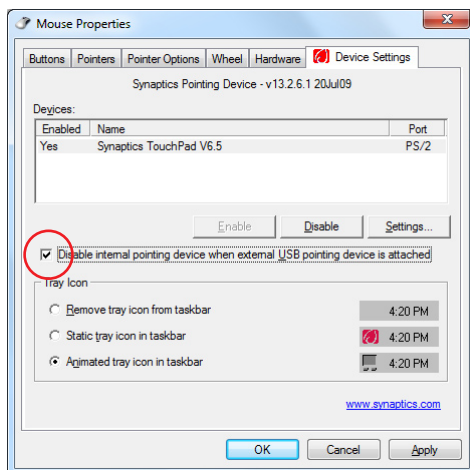 Mouse Properties
Buttons Pointers Pointer Options Wheel Hardware Device Settings
Synaptics Pointing Device - v13.2.6.1 20Jul09
Devices:
Enabled Name Port
Yes Synaptics TouchPad V6.5 PS/2
Enable Disable Settings...
Disable internal pointing device when external USB pointing device is attached
Tray Icon
Remove tray icon from taskbar 4:20 PM
Static tray icon in taskbar 4:20 PM
Animated tray icon in taskbar 4:20 PM
www.synaptics.com
OK Cancel Apply